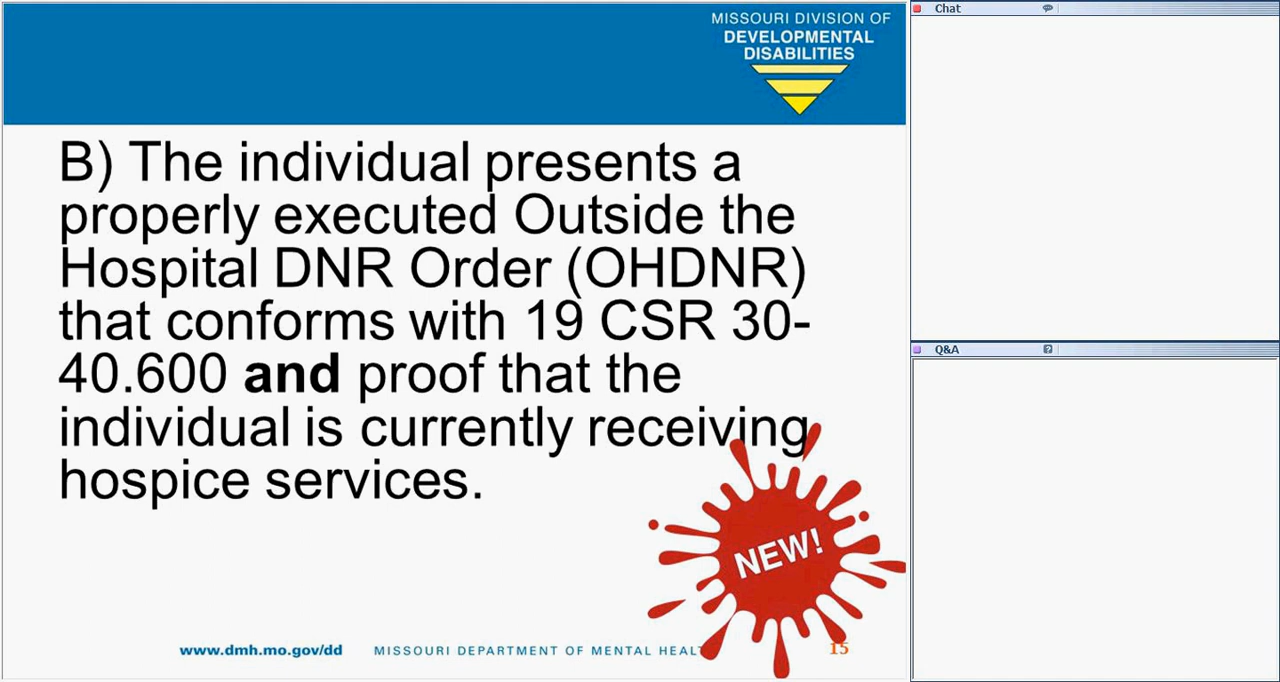 MISSOURI DIVISION OF
DEVELOPMENTAL
DISABILITIES
B) The individual presents a
properly executed Outside the
Hospital DNR Order (OHDNR)
that conforms with 19 CSR 30-
40.600 and proof that the
individual is currently receiving
hospice services.
NEW!
www.dmh.mo.gov/dd MISSOURI DEPARTMENT OF MENTAL HEAL
15
Chat
Q&A